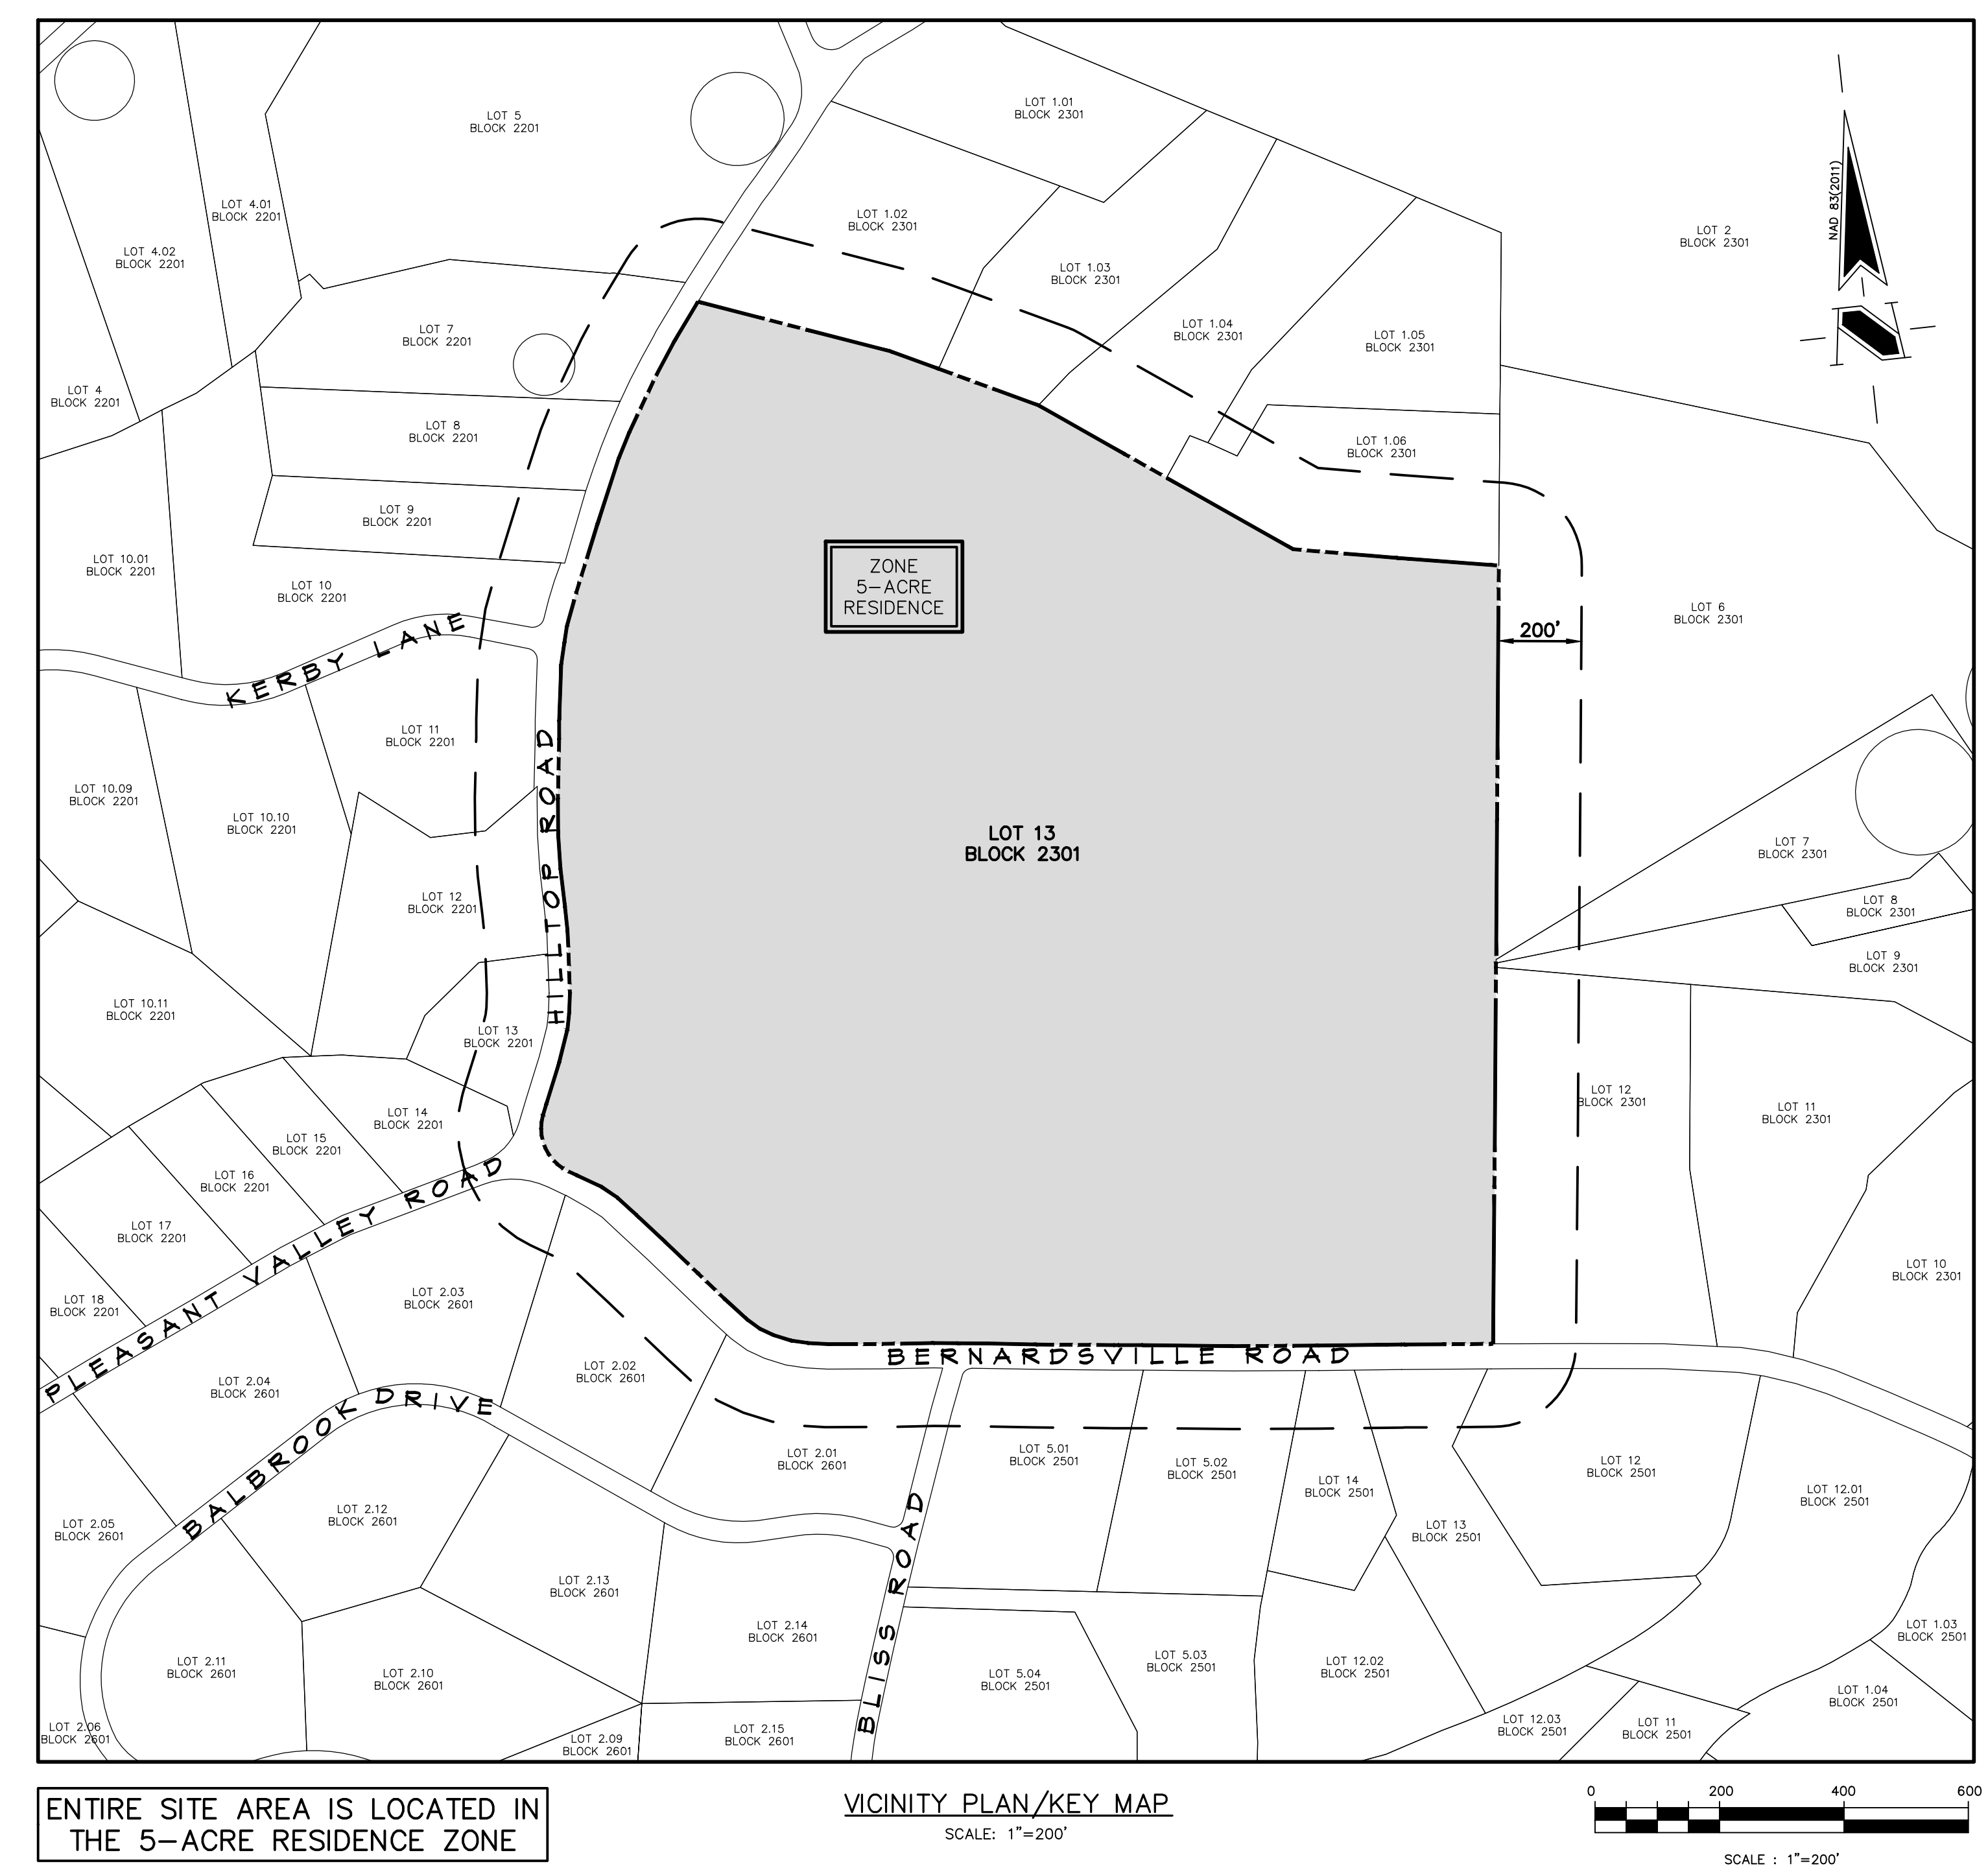 LOT 5
BLOCK 2201
LOT 1.01
BLOCK 2301
LOT 4.01
BLOCK 2201
LOT 4.02
BLOCK 2201
LOT 1.02
BLOCK 2301
LOT 2
BLOCK 2301
NAD 83(2011)
N
LOT 1.03
BLOCK 2301
LOT 7
BLOCK 2201
LOT 1.04
BLOCK 2301
LOT 1.05
BLOCK 2301
LOT 4
BLOCK 2201
LOT 8
BLOCK 2201
LOT 1.06
BLOCK 2301
LOT 9
BLOCK 2201
LOT 10.01
BLOCK 2201
LOT 10
BLOCK 2201
ZONE
5-ACRE
RESIDENCE
LOT 6
BLOCK 2301
200'
KERBY LANE
LOT 11
BLOCK 2201
HILLTOP ROAD
LOT 10.09
BLOCK 2201
LOT 10.10
BLOCK 2201
LOT 13
BLOCK 2301
LOT 7
BLOCK 2301
LOT 12
BLOCK 2201
LOT 8
BLOCK 2301
LOT 9
BLOCK 2301
LOT 10.11
BLOCK 2201
LOT 13
BLOCK 2201
LOT 12
BLOCK 2301
LOT 11
BLOCK 2301
LOT 14
BLOCK 2201
LOT 15
BLOCK 2201
LOT 16
BLOCK 2201
LOT 17
BLOCK 2201
LOT 18
BLOCK 2201
PLEASANT VALLEY ROAD
LOT 10
BLOCK 2301
LOT 2.03
BLOCK 2601
BERNARDSVILLE ROAD
LOT 2.02
BLOCK 2601
LOT 2.04
BLOCK 2601
BALBROOK DRIVE
LOT 2.01
BLOCK 2601
LOT 5.01
BLOCK 2501
LOT 5.02
BLOCK 2501
LOT 14
BLOCK 2501
LOT 12
BLOCK 2501
LOT 12.01
BLOCK 2501
LOT 2.05
BLOCK 2601
LOT 2.12
BLOCK 2601
LOT 13
BLOCK 2501
BLISS ROAD
LOT 2.13
BLOCK 2601
LOT 2.14
BLOCK 2601
LOT 1.03
BLOCK 2501
LOT 2.11
BLOCK 2601
LOT 2.10
BLOCK 2601
LOT 5.04
BLOCK 2501
LOT 5.03
BLOCK 2501
LOT 12.02
BLOCK 2501
LOT 1.04
BLOCK 2501
LOT 2.06
BLOCK 2601
LOT 2.09
BLOCK 2601
LOT 2.15
BLOCK 2601
LOT 12.03
BLOCK 2501
LOT 11
BLOCK 2501
ENTIRE SITE AREA IS LOCATED IN
THE 5-ACRE RESIDENCE ZONE
VICINITY PLAN/KEY MAP
SCALE: 1"=200'
0 200 400 600
SCALE : 1"=200'